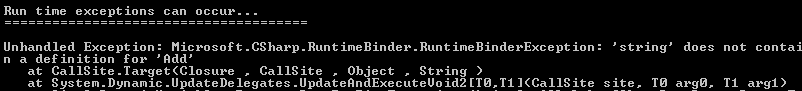 Run time exceptions can occur...
======================================
Unhandled Exception: Microsoft.CSharp.RuntimeBinder.RuntimeBinderException: 'string' does not contai
n a definition for 'Add'
   at CallSite.Target(Closure , CallSite , Object , String )
   at System.Dynamic.UpdateDelegates.UpdateAndExecuteVoid2[T0,T1](CallSite site, T0 arg0, T1 arg1)